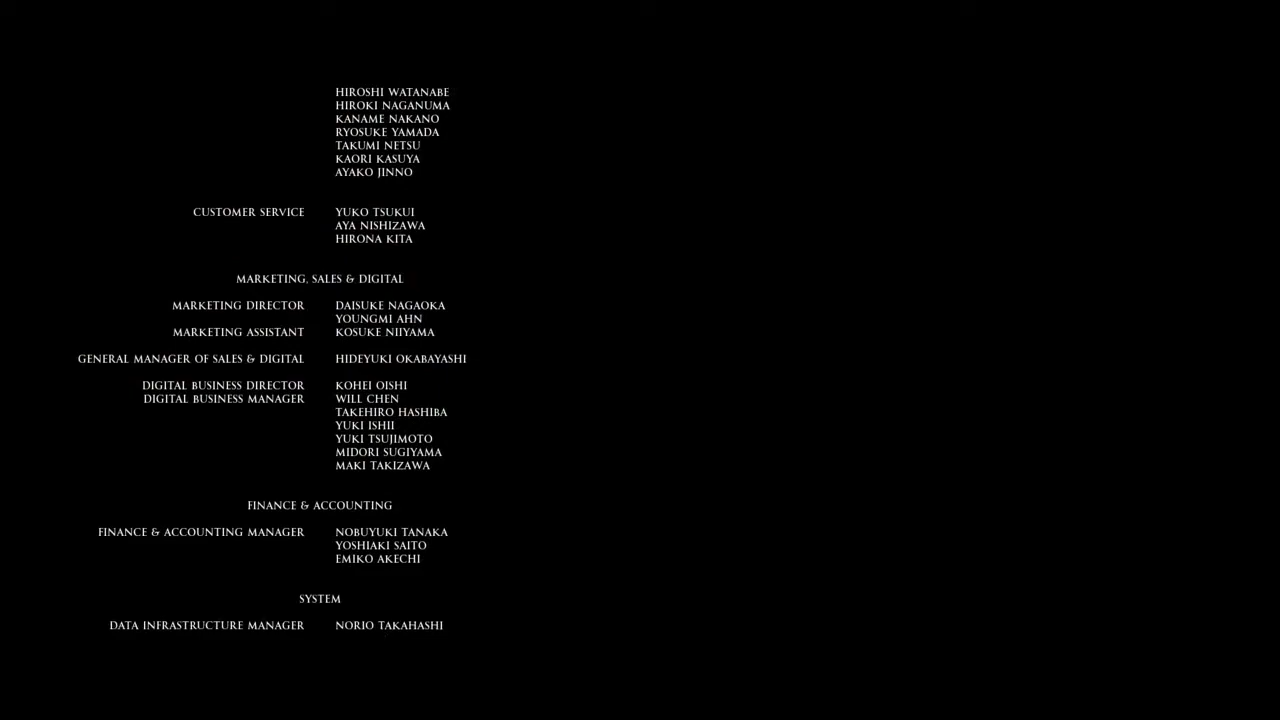 HIROSHI WATANABE
HIROKI NAGANUMA
KANAME NAKANO
RYOSUKE YAMADA
TAKUMI NETSU
KAORI KASUYA
AYAKO JINNO
CUSTOMER SERVICE YUKO TSUKUI
AYA NISHIZAWA
HIRONA KITA
MARKETING, SALES & DIGITAL
MARKETING DIRECTOR DAISUKE NAGAOKA
YOUNGMI AHN
MARKETING ASSISTANT KOSUKE NIIYAMA
GENERAL MANAGER OF SALES & DIGITAL HIDEYUKI OKABAYASHI
DIGITAL BUSINESS DIRECTOR KOHEI OISHI
DIGITAL BUSINESS MANAGER WILL CHEN
TAKEHIRO HASHIBA
YUKI ISHII
YUKI TSUJIMOTO
MIDORI SUGIYAMA
MAKI TAKIZAWA
FINANCE & ACCOUNTING
FINANCE & ACCOUNTING MANAGER NOBUYUKI TANAKA
YOSHIAKI SAITO
EMIKO AKECHI
SYSTEM
DATA INFRASTRUCTURE MANAGER NORIO TAKAHASHI